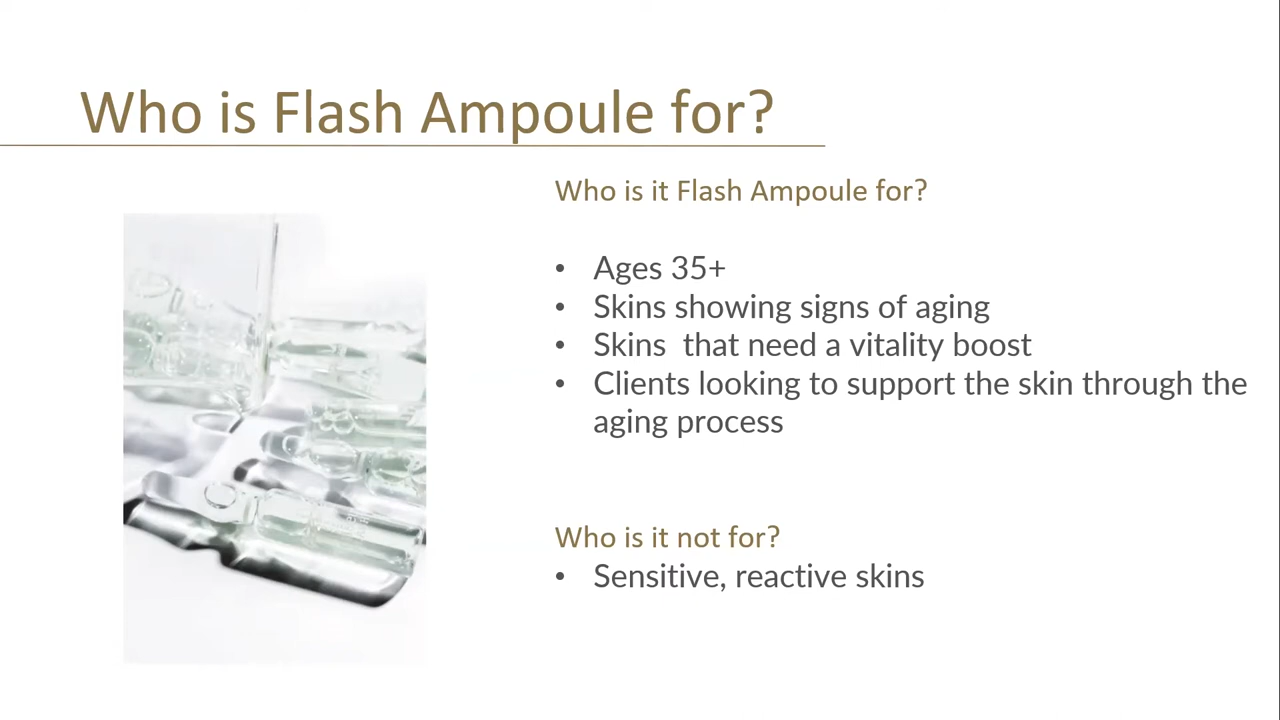 Who is Flash Ampoule for?
Who is it Flash Ampoule for?
• Ages 35+
• Skins showing signs of aging
• Skins  that need a vitality boost
• Clients looking to support the skin through the
aging process
Who is it not for?
• Sensitive, reactive skins